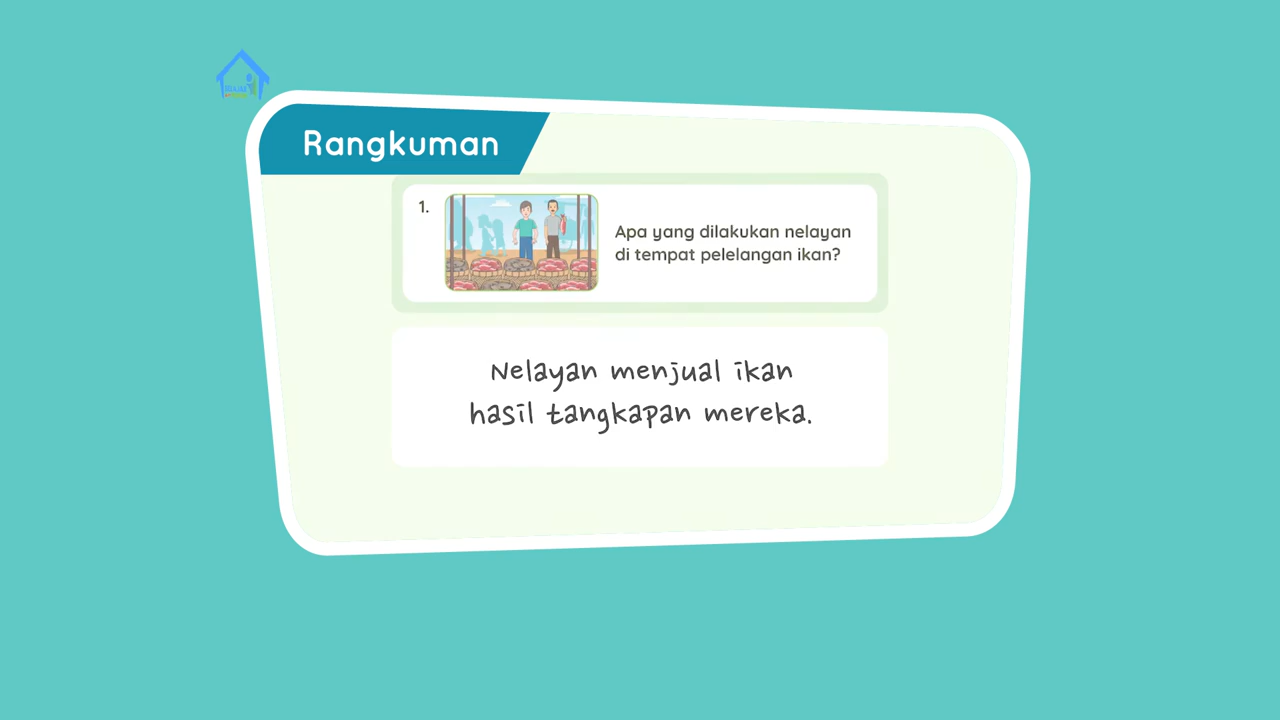 Rangkuman
1.
Apa yang dilakukan nelayan
di tempat pelelangan ikan?
Nelayan menjual ikan
hasil tangkapan mereka.